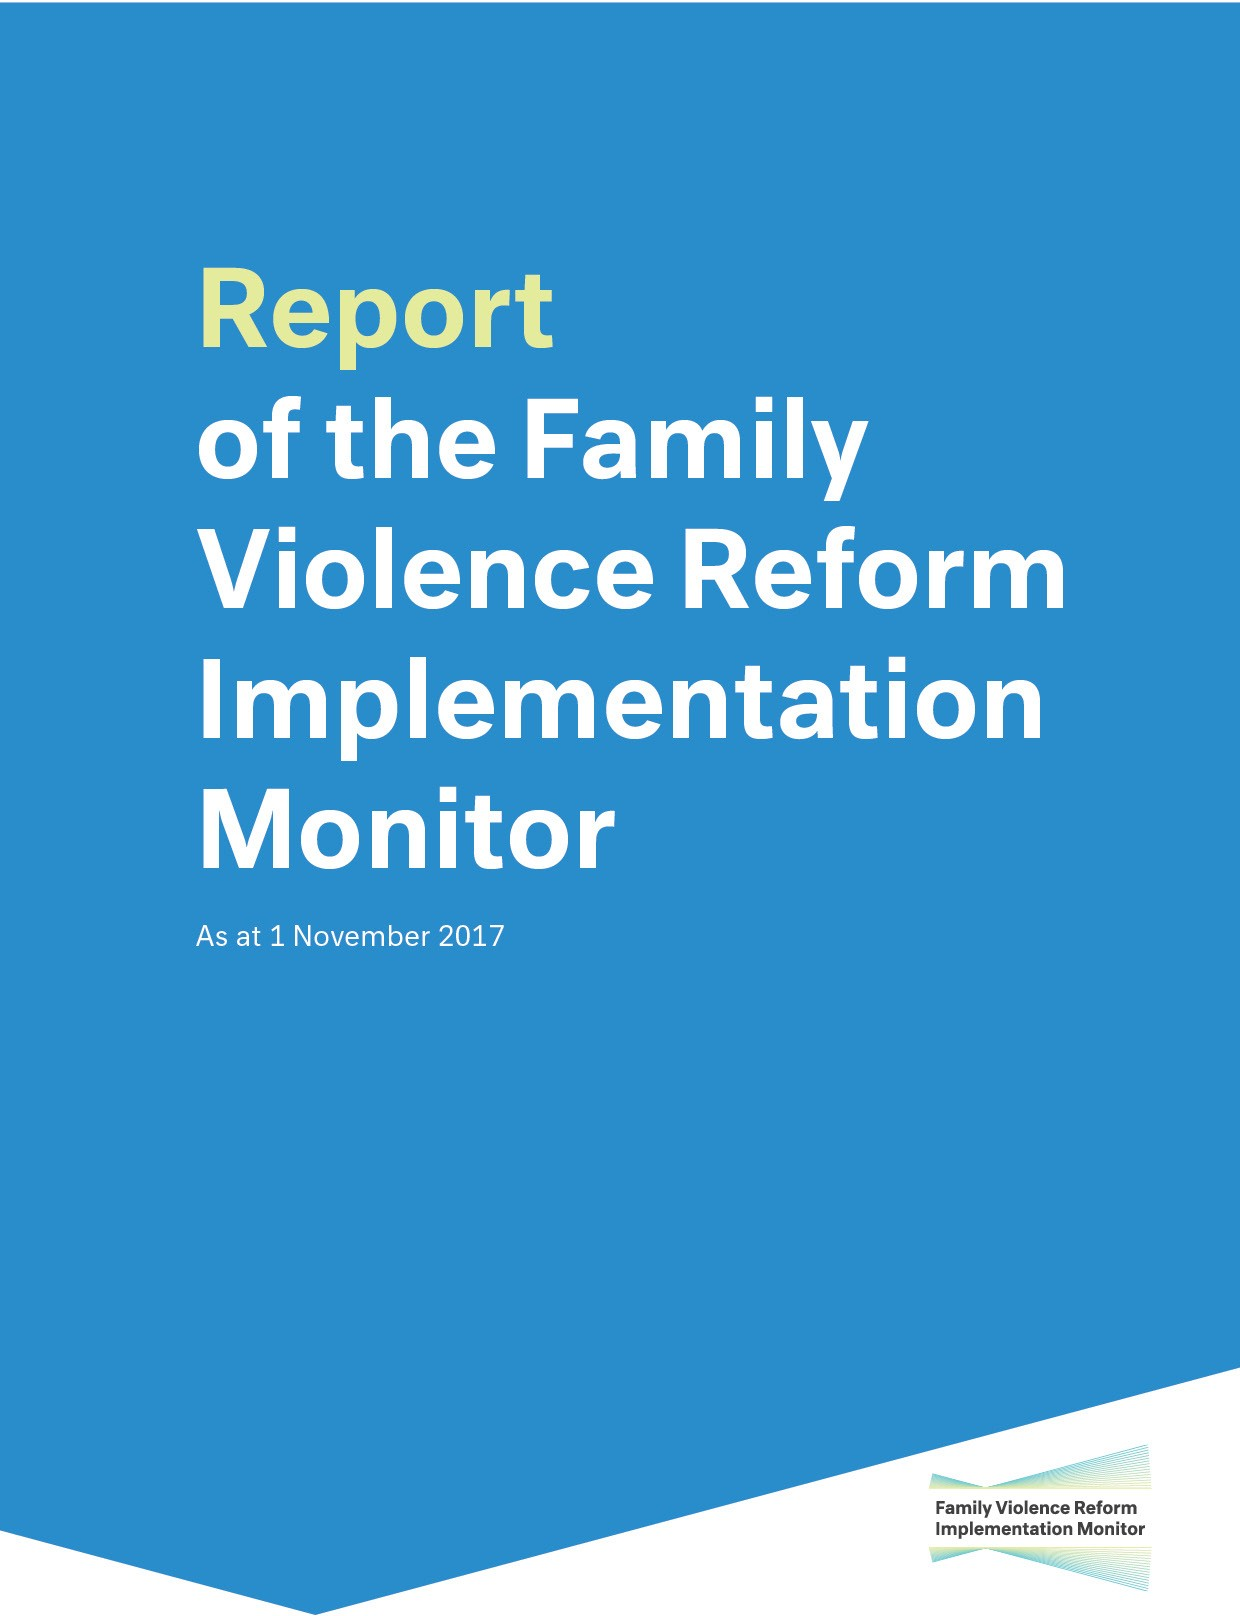 Report
of the Family
Violence Reform
Implementation
Monitor
As at 1 November 2017
Family Violence Reform
Implementation Monitor